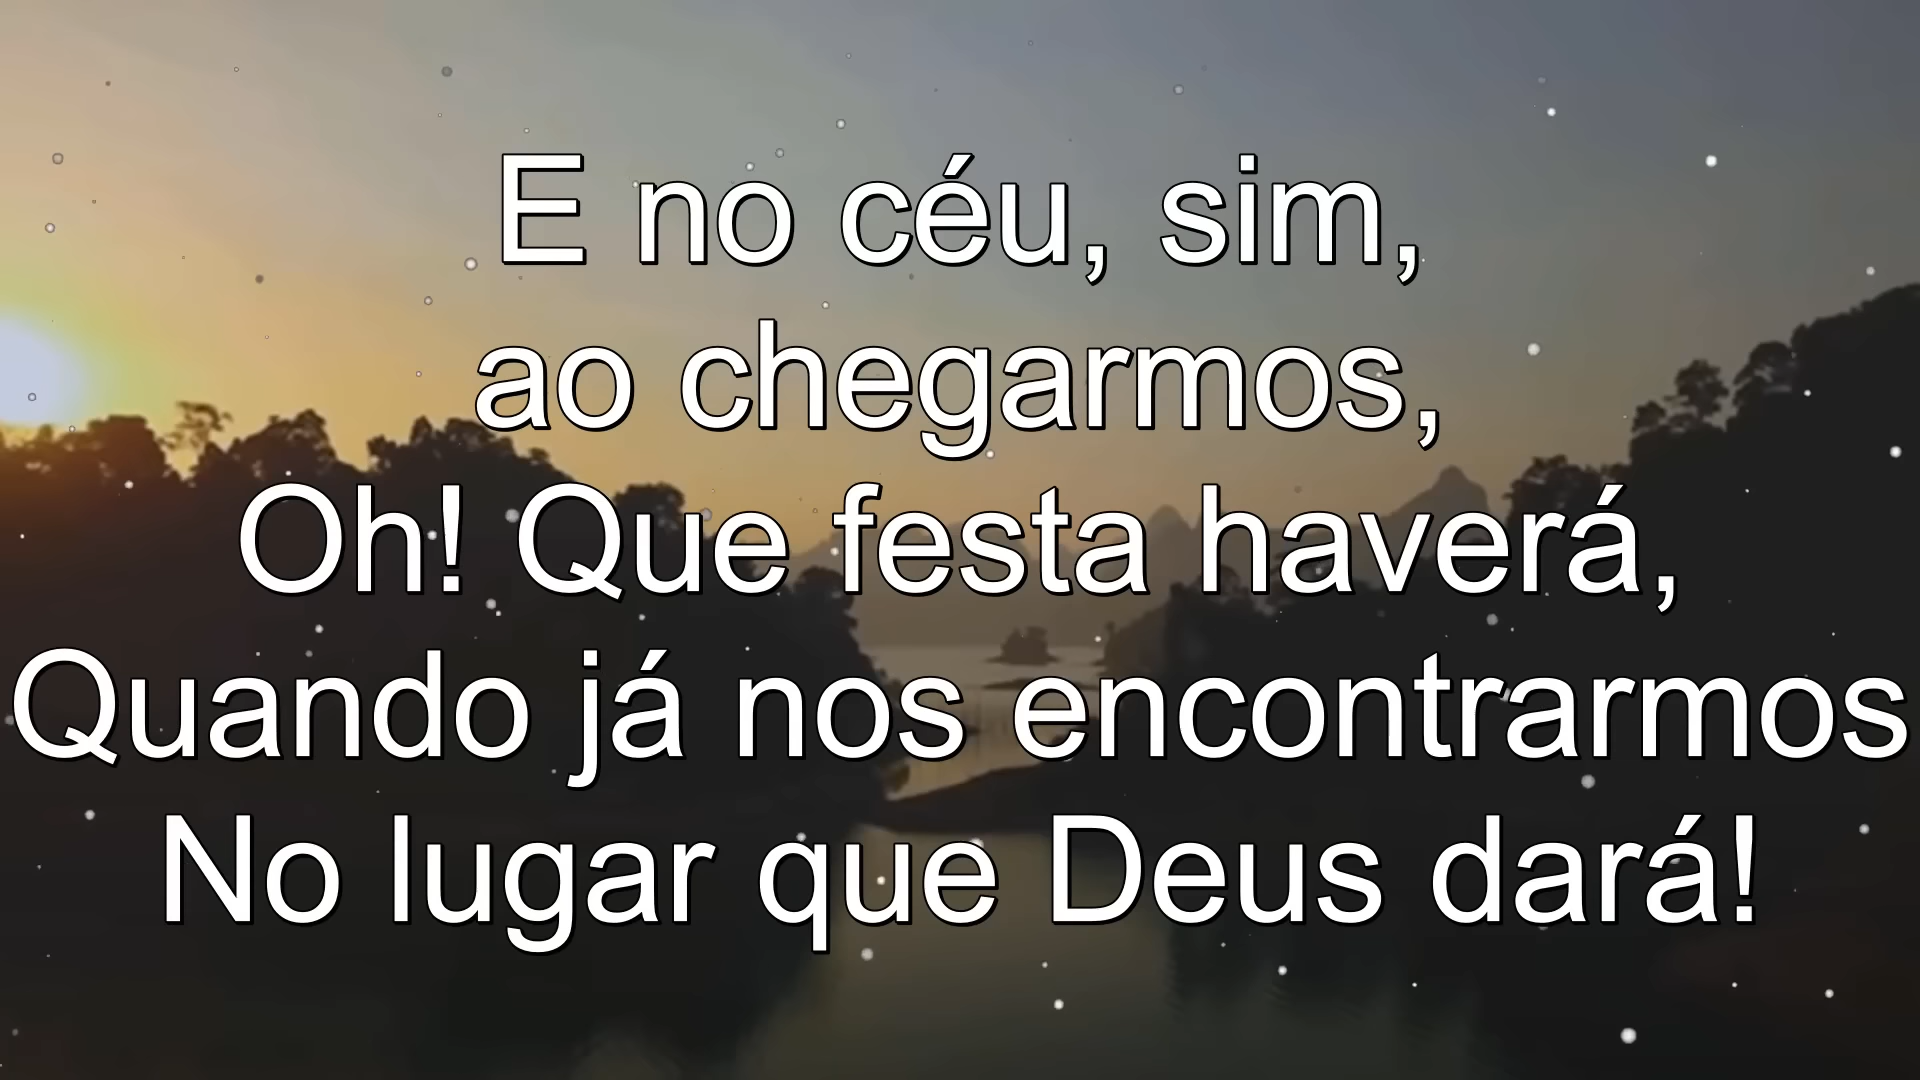 E no céu, sim,
ao chegarmos,
Oh! Que festa haverá,
Quando já nos encontrarmos
No lugar que Deus dará!